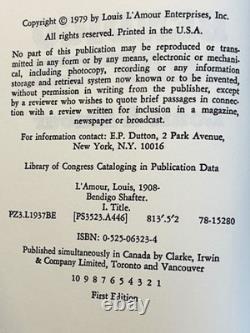 Copyright © 1979 by Louis L'Amour Enterprises, Inc.
All rights reserved. Printed in the U.S.A.
No part of this publication may be reproduced or trans-
mitted in any form or by any means, electronic or mechani-
cal, including photocopy, recording or any information
storage and retrieval system now known or to be invented,
without permission in writing from the publisher, except
by a reviewer who wishes to quote brief passages in connec-
tion with a review written for inclusion in a magazine,
newspaper or broadcast.
For information contact: E.P. Dutton, 2 Park Avenue,
New York, N.Y. 10016
Library of Congress Cataloging in Publication Data
L'Amour, Louis, 1908-
Bendigo Shafter.
I. Title.
PZ3.L1937BE [PS3523.A446] 813'.5'2 78-15280
ISBN: 0-525-06323-4
Published simultaneously in Canada by Clarke, Irwin
& Company Limited, Toronto and Vancouver
10 9 8 7 6 5 4 3 2 1
First Edition